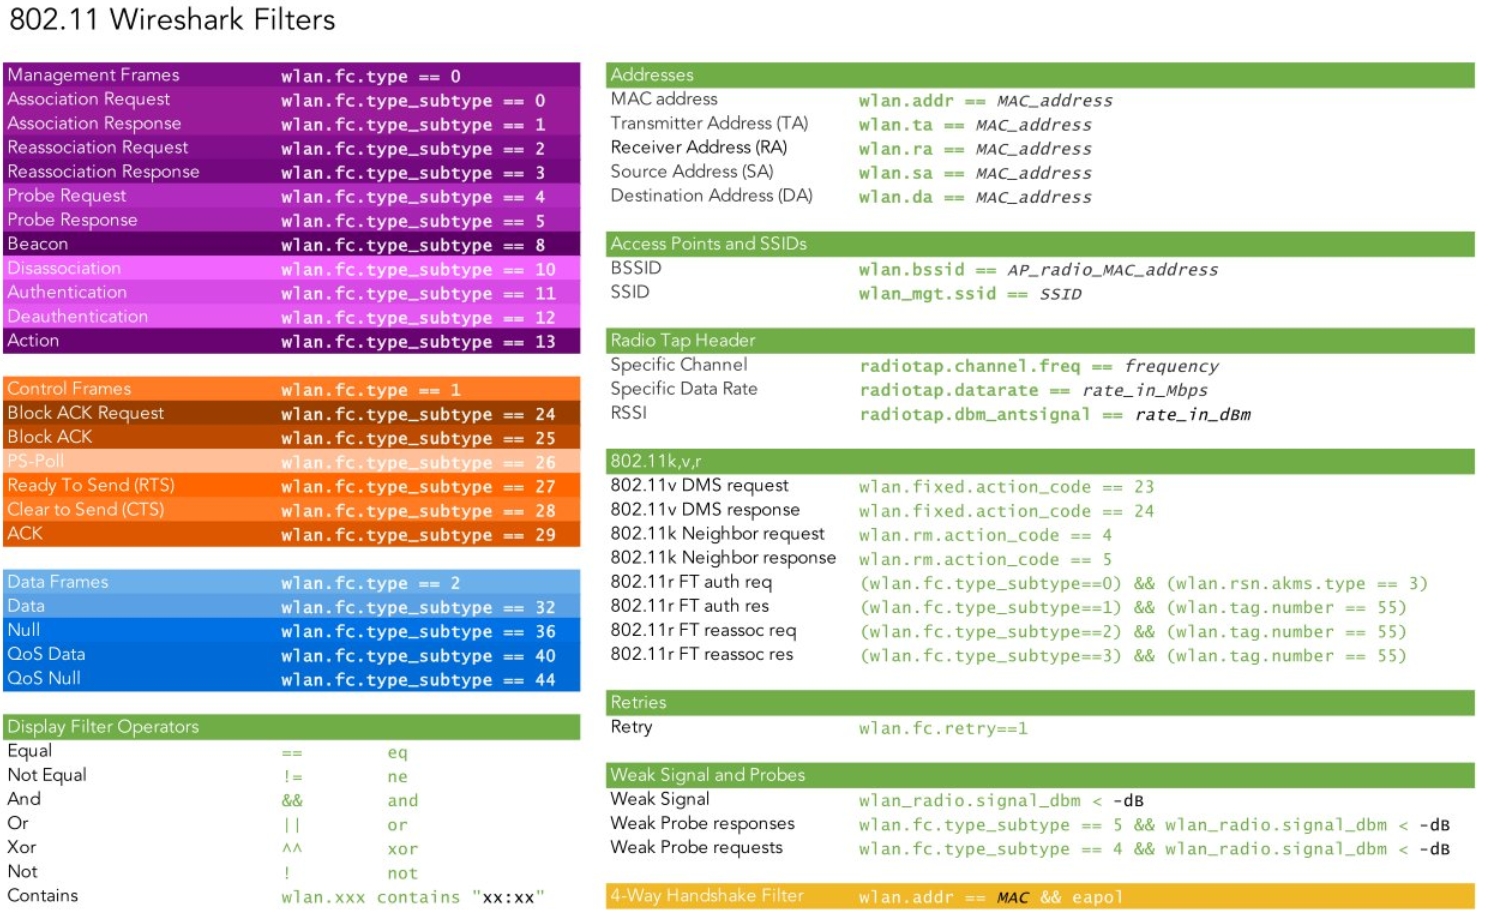 802.11 Wireshark Filters
Management Frames wlan.fc.type == 0
Association Request wlan.fc.type_subtype == 0
Association Response wlan.fc.type_subtype == 1
Reassociation Request wlan.fc.type_subtype == 2
Reassociation Response wlan.fc.type_subtype == 3
Probe Request wlan.fc.type_subtype == 4
Probe Response wlan.fc.type_subtype == 5
Beacon wlan.fc.type_subtype == 8
Disassociation wlan.fc.type_subtype == 10
Authentication wlan.fc.type_subtype == 11
Deauthentication wlan.fc.type_subtype == 12
Action wlan.fc.type_subtype == 13
Control Frames wlan.fc.type == 1
Block ACK Request wlan.fc.type_subtype == 24
Block ACK wlan.fc.type_subtype == 25
PS-Poll wlan.fc.type_subtype == 26
Ready To Send (RTS) wlan.fc.type_subtype == 27
Clear to Send (CTS) wlan.fc.type_subtype == 28
ACK wlan.fc.type_subtype == 29
Data Frames wlan.fc.type == 2
Data wlan.fc.type_subtype == 32
Null wlan.fc.type_subtype == 36
QoS Data wlan.fc.type_subtype == 40
QoS Null wlan.fc.type_subtype == 44
Display Filter Operators
Equal == eq
Not Equal != ne
And && and
Or || or
Xor ^^ xor
Not ! not
Contains wlan.xxx contains "xx:xx"
Addresses
MAC address wlan.addr == MAC_address
Transmitter Address (TA) wlan.ta == MAC_address
Receiver Address (RA) wlan.ra == MAC_address
Source Address (SA) wlan.sa == MAC_address
Destination Address (DA) wlan.da == MAC_address
Access Points and SSIDs
BSSID wlan.bssid == AP_radio_MAC_address
SSID wlan_mgt.ssid == SSID
Radio Tap Header
Specific Channel radiotap.channel.freq == frequency
Specific Data Rate radiotap.datarate == rate_in_Mbps
RSSI radiotap.dbm_antsignal == rate_in_dBm
802.11k,v,r
802.11v DMS request wlan.fixed.action_code == 23
802.11v DMS response wlan.fixed.action_code == 24
802.11k Neighbor request wlan.rm.action_code == 4
802.11k Neighbor response wlan.rm.action_code == 5
802.11r FT auth req (wlan.fc.type_subtype==0) && (wlan.rsn.akms.type == 3)
802.11r FT auth res (wlan.fc.type_subtype==1) && (wlan.tag.number == 55)
802.11r FT reassoc req (wlan.fc.type_subtype==2) && (wlan.tag.number == 55)
802.11r FT reassoc res (wlan.fc.type_subtype==3) && (wlan.tag.number == 55)
Retries
Retry wlan.fc.retry==1
Weak Signal and Probes
Weak Signal wlan_radio.signal_dbm < -dB
Weak Probe responses wlan.fc.type_subtype == 5 && wlan_radio.signal_dbm < -dB
Weak Probe requests wlan.fc.type_subtype == 4 && wlan_radio.signal_dbm < -dB
4-Way Handshake Filter wlan.addr == MAC && eapol